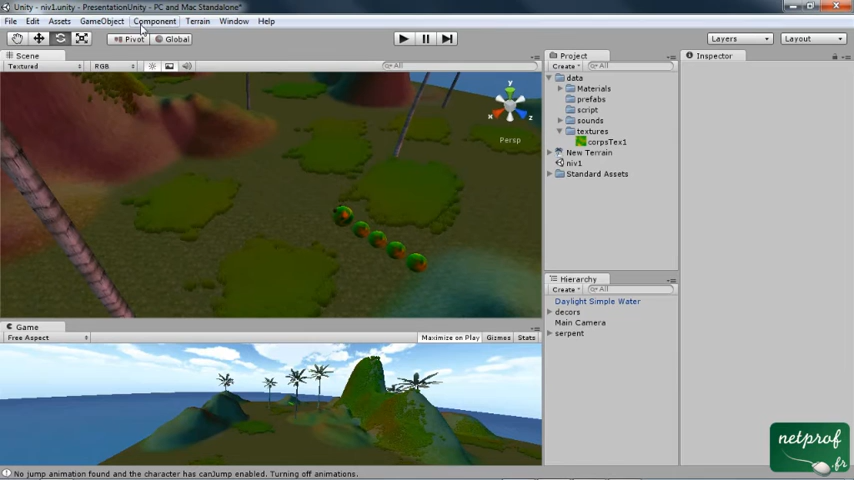 Unity - niv1.unity - PresentationUnity - PC and Mac Standalone*
File Edit Assets GameObject Component Terrain Window Help
Pivot Global Layers Layout
Scene
Textured RGB All
y
x z
Persp
Game
Free Aspect Maximize on Play Gizmos Stats
Project
Create All
data
Materials
prefabs
script
sounds
textures
corpsTex1
New Terrain
niv1
Standard Assets
Hierarchy
Create All
Daylight Simple Water
decors
Main Camera
serpent
Inspector
netprof
.fr
No jump animation found and the character has canJump enabled. Turning off animations.